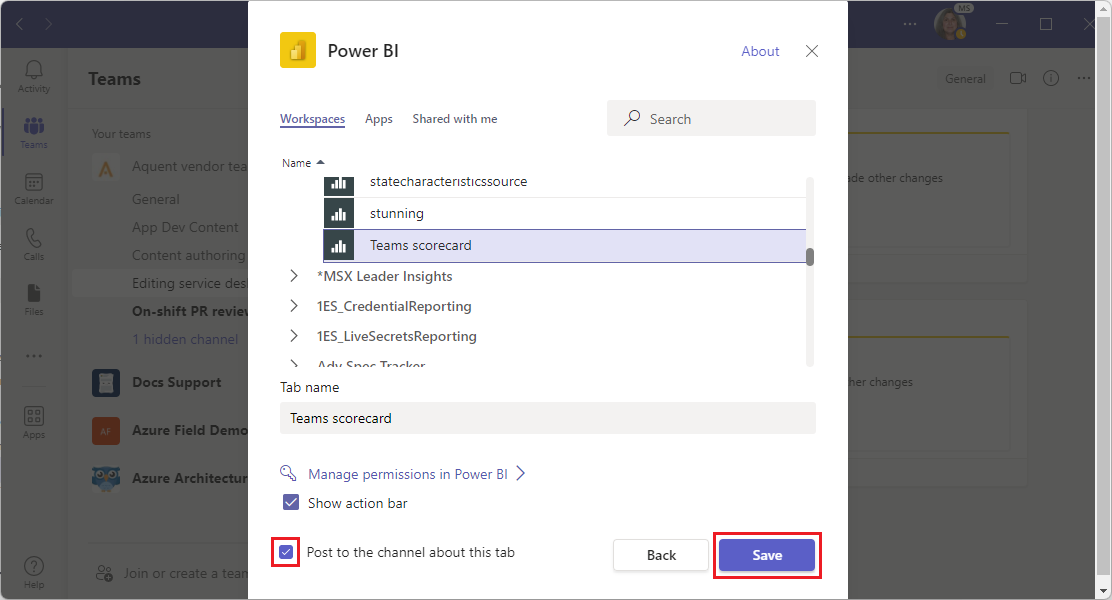 MS
Power BI
About
Activity
Teams
Calendar
Calls
Files
Apps
Help
Teams
Your teams
Aquent vendor tea
General
App Dev Content
Content authoring
Editing service des
On-shift PR review
1 hidden channel
Docs Support
AF
Azure Field Demo
Azure Architectur
Join or create a team
Workspaces
Apps
Shared with me
Search
Name
statecharacteristicssource
stunning
Teams scorecard
*MSX Leader Insights
1ES_CredentialReporting
1ES_LiveSecretsReporting
Adv Spec Tracker
Tab name
Teams scorecard
Manage permissions in Power BI
Show action bar
Post to the channel about this tab
Back
Save
General
ade other changes
her changes